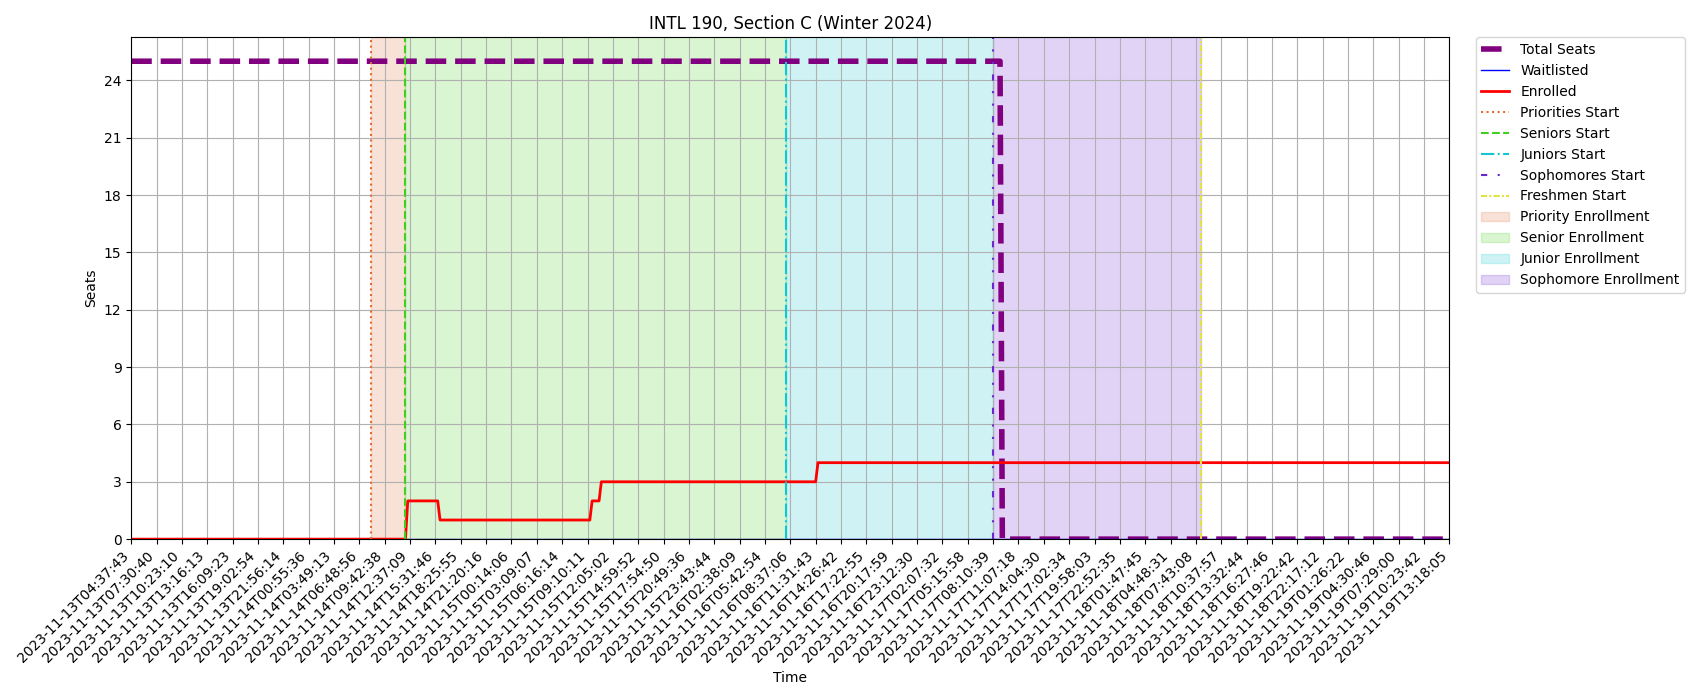 INTL 190, Section C (Winter 2024)
Total Seats
Waitlisted
Enrolled
Priorities Start
Seniors Start
Juniors Start
Sophomores Start
Freshmen Start
Priority Enrollment
Senior Enrollment
Junior Enrollment
Sophomore Enrollment
Seats
24
21
18
15
12
9
6
3
0
2023-11-13T04:37:43
2023-11-13T07:30:40
2023-11-13T10:23:10
2023-11-13T13:16:13
2023-11-13T16:09:23
2023-11-13T19:02:54
2023-11-13T21:56:14
2023-11-14T00:55:36
2023-11-14T03:49:13
2023-11-14T06:48:56
2023-11-14T09:42:38
2023-11-14T12:37:09
2023-11-14T15:31:46
2023-11-14T18:25:55
2023-11-14T21:20:16
2023-11-15T00:14:06
2023-11-15T03:09:07
2023-11-15T06:16:14
2023-11-15T09:10:11
2023-11-15T12:05:02
2023-11-15T14:59:52
2023-11-15T17:54:50
2023-11-15T20:49:36
2023-11-15T23:43:44
2023-11-16T02:38:09
2023-11-16T05:42:54
2023-11-16T08:37:06
2023-11-16T11:31:43
2023-11-16T14:26:42
2023-11-16T17:22:55
2023-11-16T20:17:59
2023-11-16T23:12:30
2023-11-17T02:07:32
2023-11-17T05:15:58
2023-11-17T08:10:39
2023-11-17T11:07:18
2023-11-17T14:04:30
2023-11-17T17:02:34
2023-11-17T19:58:03
2023-11-17T22:52:35
2023-11-18T01:47:45
2023-11-18T04:48:31
2023-11-18T07:43:08
2023-11-18T10:37:57
2023-11-18T13:32:44
2023-11-18T16:27:46
2023-11-18T19:22:42
2023-11-18T22:17:12
2023-11-19T01:26:22
2023-11-19T04:30:46
2023-11-19T07:29:00
2023-11-19T10:23:42
2023-11-19T13:18:05
Time